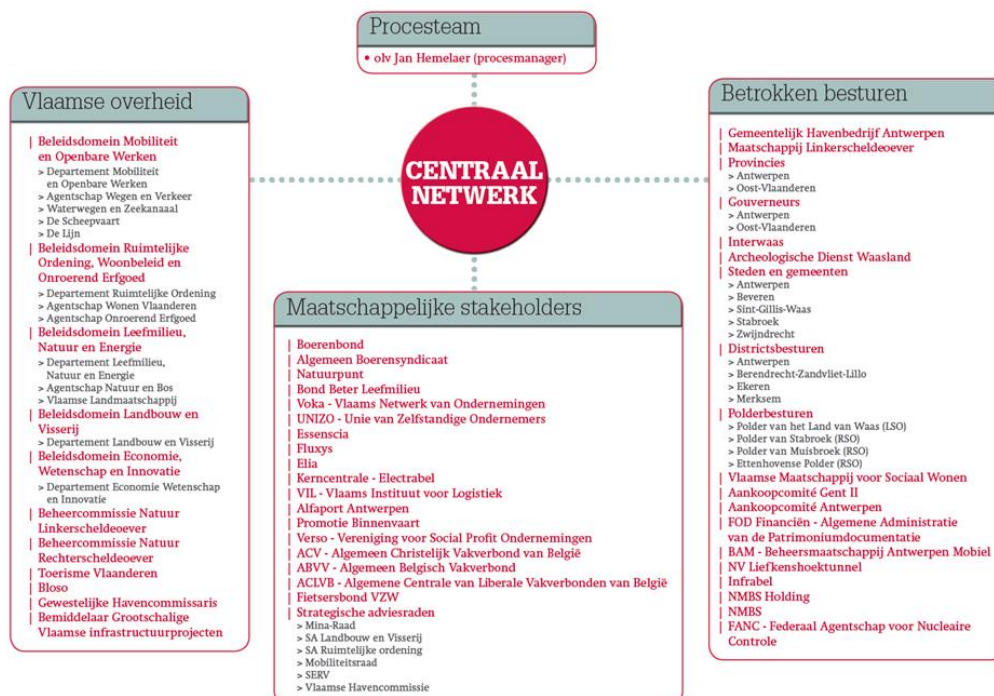 Procesteam
• olv Jan Hemelaer (procesmanager)
CENTRAAL
NETWERK
Vlaamse overheid
| Beleidsdomein Mobiliteit
en Openbare Werken
> Departement Mobiliteit
en Openbare Werken
> Agentschap Wegen en Verkeer
> Waterwegen en Zeekanaaal
> De Scheepvaart
> De Lijn
| Beleidsdomein Ruimtelijke
Ordening, Woonbeleid en
Onroerend Erfgoed
> Departement Ruimtelijke Ordening
> Agentschap Wonen Vlaanderen
> Agentschap Onroerend Erfgoed
| Beleidsdomein Leefmilieu,
Natuur en Energie
> Departement Leefmilieu,
Natuur en Energie
> Agentschap Natuur en Bos
> Vlaamse Landmaatschappij
| Beleidsdomein Landbouw en
Visserij
> Departement Landbouw en Visserij
| Beleidsdomein Economie,
Wetenschap en Innovatie
> Departement Economie Wetenschap
en Innovatie
| Beheercommissie Natuur
Linkerscheldeoever
| Beheercommissie Natuur
Rechterscheldeoever
| Toerisme Vlaanderen
| Bloso
| Gewestelijke Havencommissaris
| Bemiddelaar Grootschalige
Vlaamse infrastructuurprojecten
Maatschappelijke stakeholders
| Boerenbond
| Algemeen Boerensyndicaat
| Natuurpunt
| Bond Beter Leefmilieu
| Voka - Vlaams Netwerk van Ondernemingen
| UNIZO - Unie van Zelfstandige Ondernemers
| Essenscia
| Fluxys
| Elia
| Kerncentrale - Electrabel
| VIL - Vlaams Instituut voor Logistiek
| Alfaport Antwerpen
| Promotie Binnenvaart
| Verso - Vereniging voor Social Profit Ondernemingen
| ACV - Algemeen Christelijk Vakverbond van België
| ABVV - Algemeen Belgisch Vakverbond
| ACLVB - Algemene Centrale van Liberale Vakverbonden van België
| Fietsersbond VZW
| Strategische adviesraden
> Mina-Raad
> SA Landbouw en Visserij
> SA Ruimtelijke ordening
> Mobiliteitsraad
> SERV
> Vlaamse Havencommissie
Betrokken besturen
| Gemeentelijk Havenbedrijf Antwerpen
| Maatschappij Linkerscheldeoever
| Provincies
> Antwerpen
> Oost-Vlaanderen
| Gouverneurs
> Antwerpen
> Oost-Vlaanderen
| Interwaas
| Archeologische Dienst Waasland
| Steden en gemeenten
> Antwerpen
> Beveren
> Sint-Gillis-Waas
> Stabroek
> Zwijndrecht
| Districtsbesturen
> Antwerpen
> Berendrecht-Zandvliet-Lillo
> Ekeren
> Merksem
| Polderbesturen
> Polder van het Land van Waas (LSO)
> Polder van Stabroek (RSO)
> Polder van Muisbroek (RSO)
> Ettenhovense Polder (RSO)
| Vlaamse Maatschappij voor Sociaal Wonen
| Aankoopcomité Gent II
| Aankoopcomité Antwerpen
| FOD Financiën - Algemene Administratie
van de Patrimoniumdocumentatie
| BAM - Beheersmaatschappij Antwerpen Mobiel
| NV Liefkenshoektunnel
| Infrabel
| NMBS Holding
| NMBS
| FANC - Federaal Agentschap voor Nucleaire
Controle